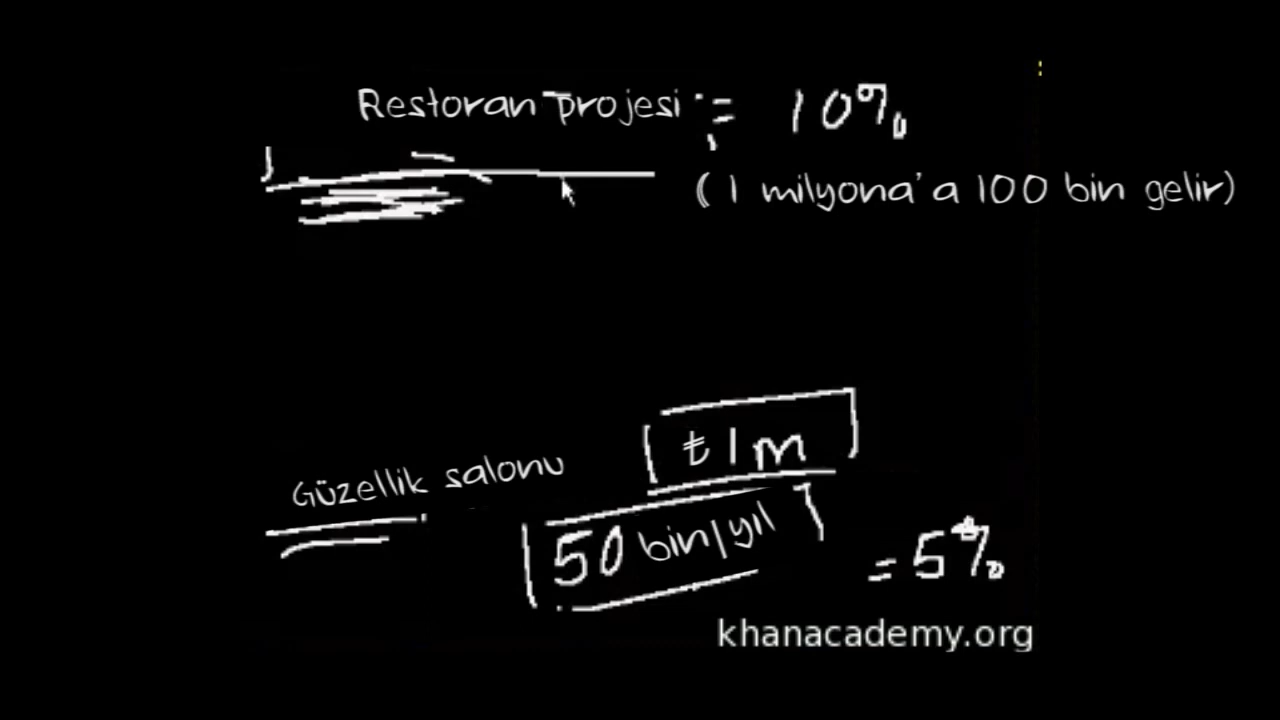 Restoran projesi := 10%
(1 milyona'a 100 bin gelir)
₺1m
Güzellik salonu
50 bin/yıl
= 5%
khanacademy.org